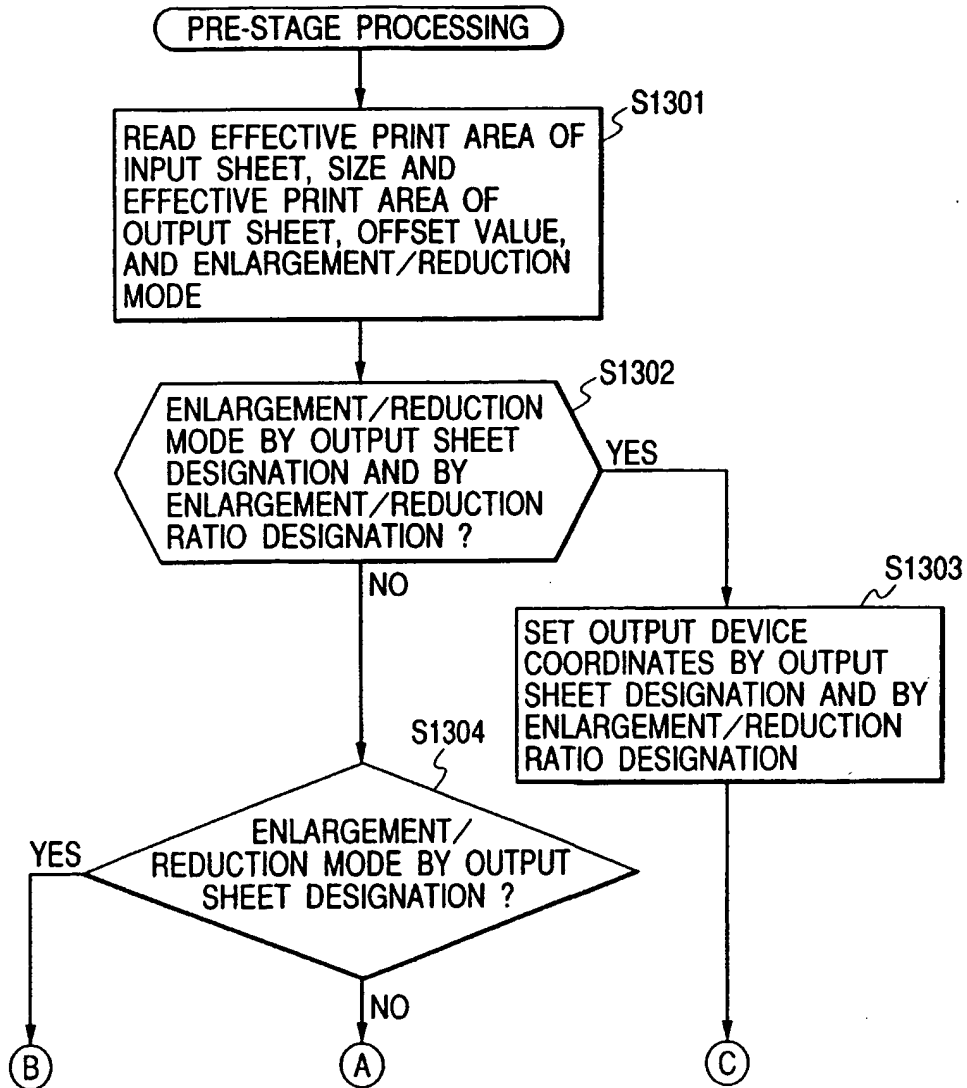 PRE-STAGE PROCESSING
S1301
READ EFFECTIVE PRINT AREA OF
INPUT SHEET, SIZE AND
EFFECTIVE PRINT AREA OF
OUTPUT SHEET, OFFSET VALUE,
AND ENLARGEMENT/REDUCTION
MODE
S1302
ENLARGEMENT/REDUCTION
MODE BY OUTPUT SHEET
DESIGNATION AND BY
ENLARGEMENT/REDUCTION
RATIO DESIGNATION ?
YES
NO
S1303
SET OUTPUT DEVICE
COORDINATES BY OUTPUT
SHEET DESIGNATION AND BY
ENLARGEMENT/REDUCTION
RATIO DESIGNATION
S1304
ENLARGEMENT/
REDUCTION MODE BY OUTPUT
SHEET DESIGNATION ?
YES
NO
B
A
C